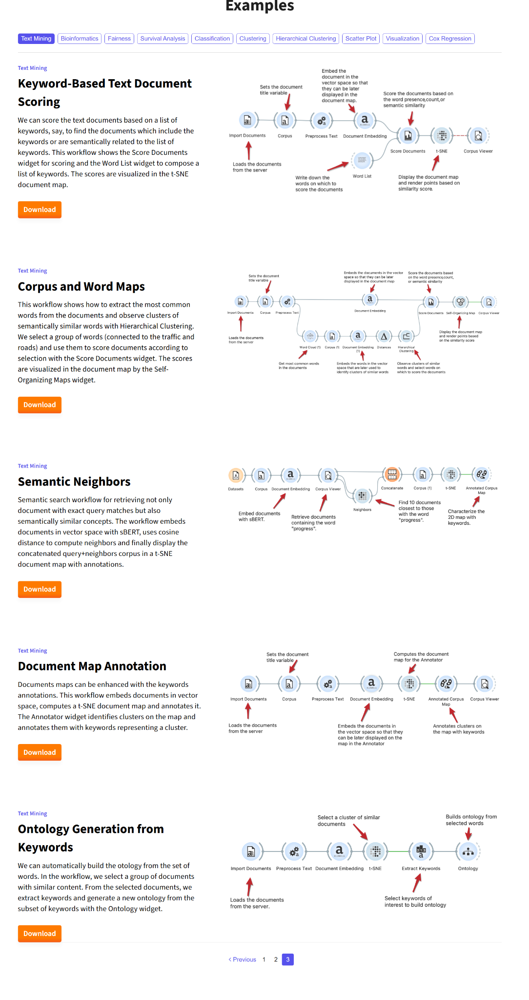 Examples
Text Mining
Bioinformatics
Fairness
Survival Analysis
Classification
Clustering
Hierarchical Clustering
Scatter Plot
Visualization
Cox Regression
Text Mining
Keyword-Based Text Document
Scoring
We can score the text documents based on a list of
keywords, say, to find the documents which include the
keywords or are semantically related to the list of
keywords. This workflow shows the Score Documents
widget for scoring and the Word List widget to compose a
list of keywords. The scores are visualized in the t-SNE
document map.
Download
Sets the document
title variable
Embed the
document in the
vector space so that
they can be later
displayed in the
document map.
Score the documents based on
the word presence,count,or
semantic similarity
Import Documents
Corpus
Preprocess Text
Document Embedding
Score Documents
t-SNE
Corpus Viewer
Loads the documents
from the server
Word List
Write down the
words on which to
score the documents
Display the document map
and render points based on
similarity score.
Text Mining
Corpus and Word Maps
This workflow shows how to extract the most common
words from the documents and observe clusters of
semantically similar words with Hierarchical Clustering.
We select a group of words (connected to the traffic and
roads) and use them to score documents according to
selection with the Score Documents widget. The scores
are visualized in the document map by the Self-
Organizing Maps widget.
Download
Sets the document
title variable
Embeds the documents in the vector
space so that they can be later
displayed in the document map
Score the documents based
on the word presence,count,
or semantic similarity
Import Documents
Corpus
Preprocess Text
Document Embedding
Score Documents
Self-Organizing Map
Corpus Viewer
Loads the documents
from the server
Display the document map
and render points based on
the similarity score
Word Cloud (1)
Corpus (1)
Document Embedding
(1)
Distances
Hierarchical
Clustering
Get most common words
in the documents
Embeds the words in the vector
space that are later used to
identify clusters of similar words
Observe clusters of similar
words and select words on
which to score the documents
Text Mining
Semantic Neighbors
Semantic search workflow for retrieving not only
document with exact query matches but also
semantically similar concepts. The workflow embeds
documents in vector space with sBERT, uses cosine
distance to compute neighbors and finally display the
concatenated query+neighbors corpus in a t-SNE
document map with annotations.
Download
Datasets
Corpus
Document Embedding
Corpus Viewer
Neighbors
Concatenate
Corpus (1)
t-SNE
Annotated Corpus
Map
Embed documents
with sBERT.
Retrieve documents
containing the word
"progress".
Find 10 documents
closest to those
with the word
"progress".
Characterize the
2D map with
keywords.
Text Mining
Document Map Annotation
Documents maps can be enhanced with the keywords
annotations. This workflow embeds documents in vector
space, computes a t-SNE document map and annotates it.
The Annotator widget identifies clusters on the map and
annotates them with keywords representing a cluster.
Download
Sets the document
title variable
Computes the document
map for the Annotator
Import Documents
Corpus
Preprocess Text
Document Embedding
t-SNE
Annotated Corpus
Map
Corpus Viewer
Loads the documents
from the server
Embeds the documents in
the vector space so that they
can be later displayed on the
map in the Annotator
Annotates clusters on
the map with keywords
Text Mining
Ontology Generation from
Keywords
We can automatically build the otology from the set of
words. In the workflow, we select a group of documents
with similar content. From the selected documents, we
extract keywords and generate a new ontology from the
subset of keywords with the Ontology widget.
Download
Select a cluster of similar
documents
Builds ontology from
selected words
Import Documents
Preprocess Text
Document Embedding
t-SNE
Extract Keywords
Ontology
Loads the documents
from the server.
Select keywords of
interest to build ontology
Previous 1 2 3